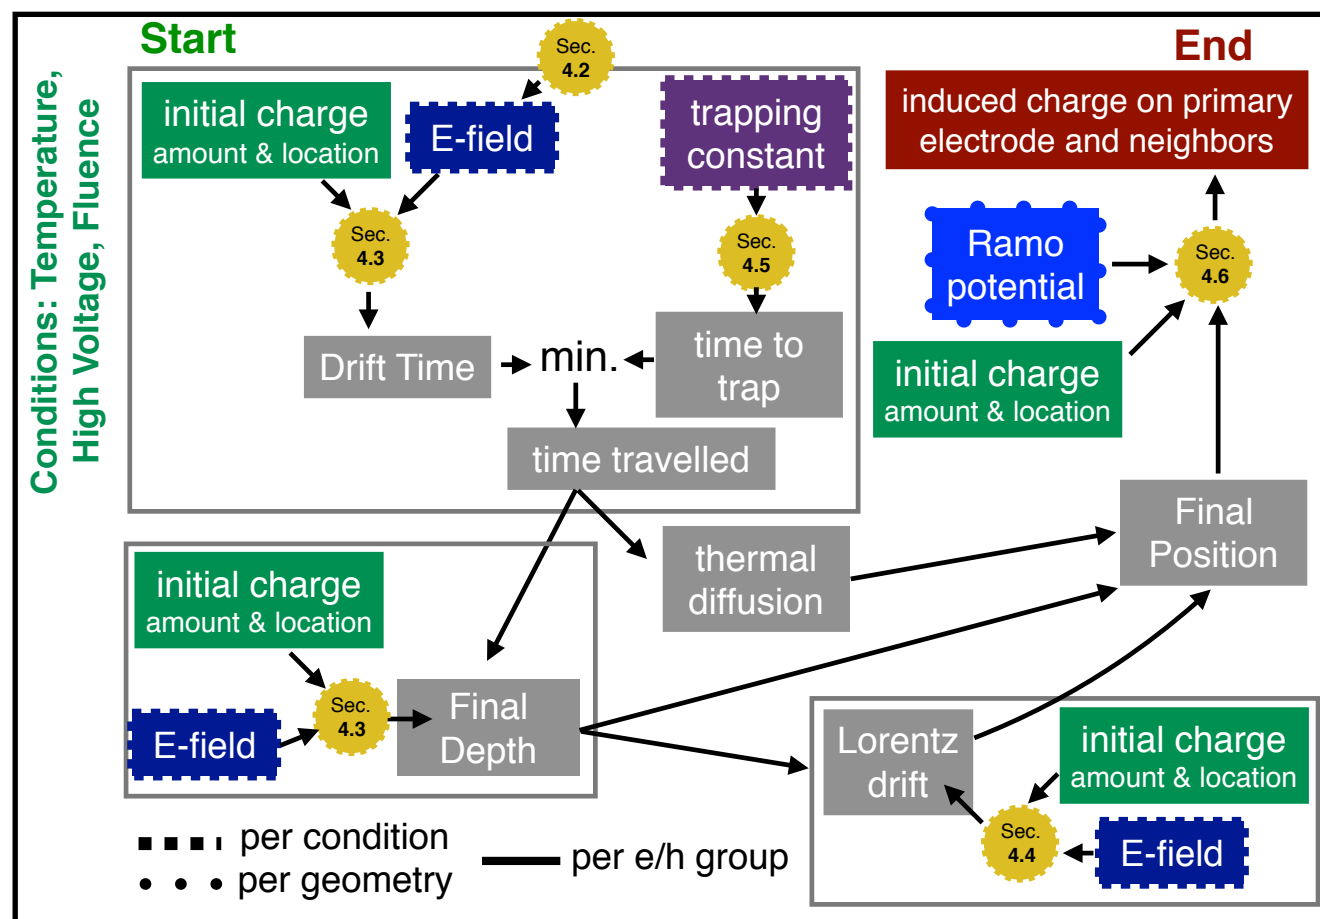 Start
Conditions: Temperature,
High Voltage, Fluence
Sec.
4.2
initial charge
amount & location
E-field
trapping
constant
Sec.
4.3
Sec.
4.5
Drift Time
min.
time to
trap
time travelled
End
induced charge on primary
electrode and neighbors
Ramo
potential
Sec.
4.6
initial charge
amount & location
Final
Position
thermal
diffusion
initial charge
amount & location
E-field
Sec.
4.3
Final
Depth
Lorentz
drift
initial charge
amount & location
Sec.
4.4
E-field
per condition
per geometry
per e/h group